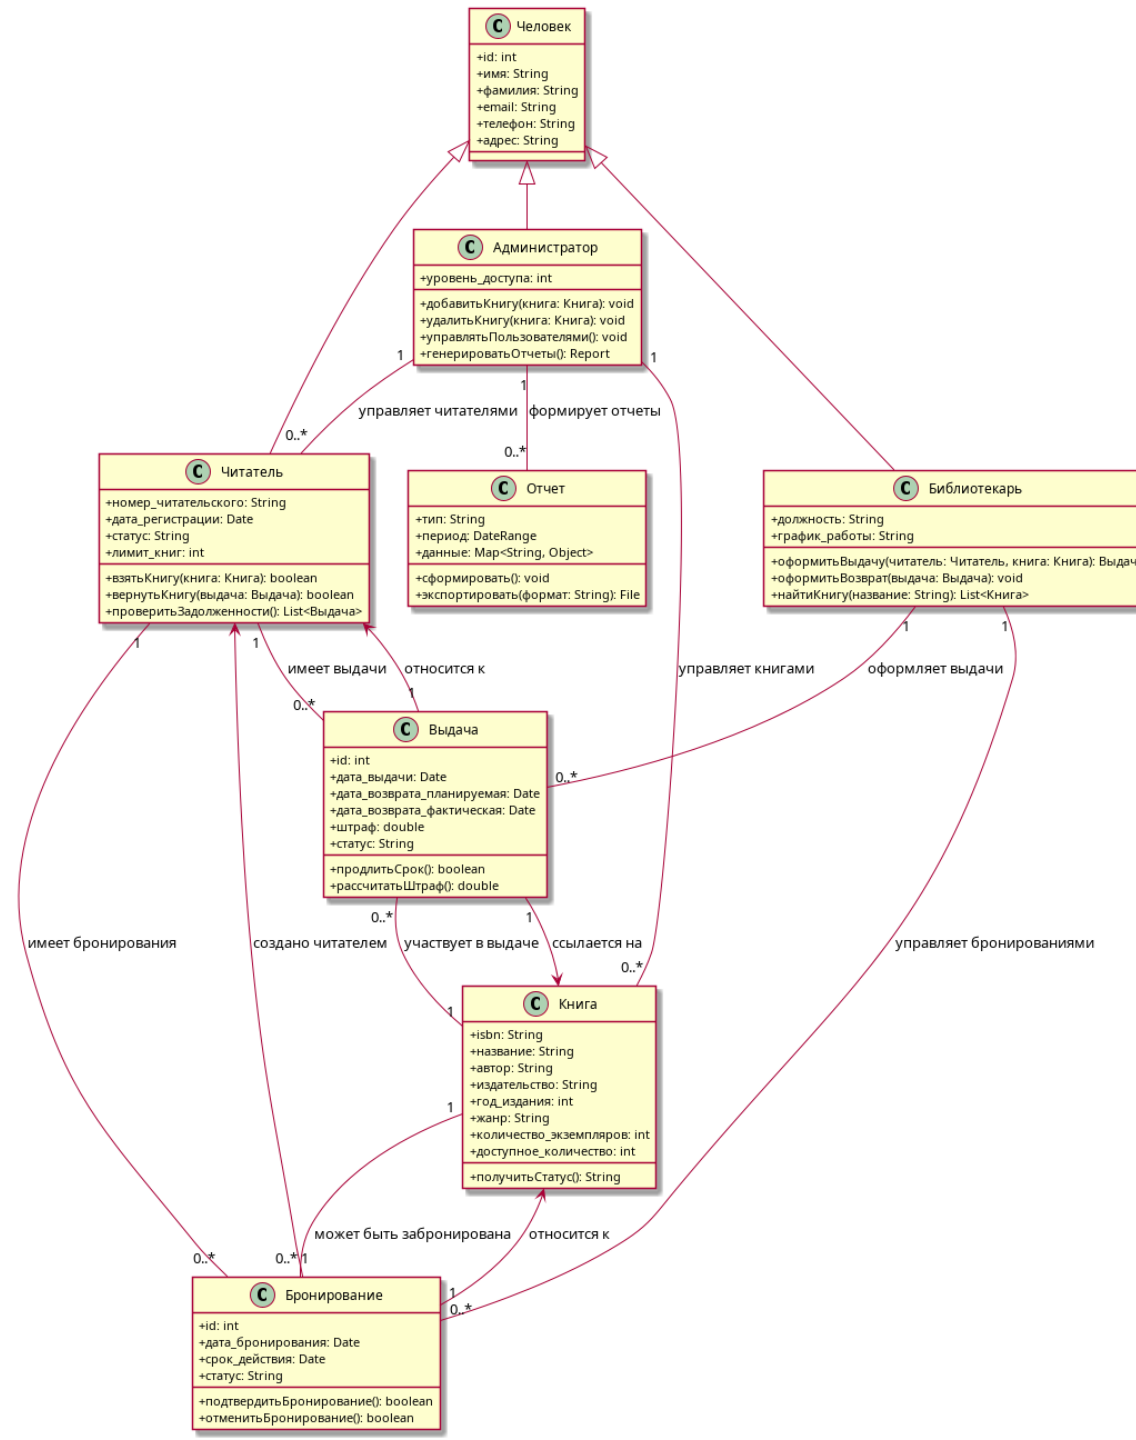 C Человек
+id: int
+имя: String
+фамилия: String
+email: String
+телефон: String
+адрес: String
C Администратор
+уровень_доступа: int
+добавитьКнигу(книга: Книга): void
+удалитьКнигу(книга: Книга): void
+управлятьПользователями(): void
+генерироватьОтчеты(): Report
1
1
1
управляет читателями
формирует отчеты
0..*
0..*
C Читатель
+номер_читательского: String
+дата_регистрации: Date
+статус: String
+лимит_книг: int
+взятьКнигу(книга: Книга): boolean
+вернутьКнигу(выдача: Выдача): boolean
+проверитьЗадолженности(): List<Выдача>
C Отчет
+тип: String
+период: DateRange
+данные: Map<String, Object>
+сформировать(): void
+экспортировать(формат: String): File
C Библиотекарь
+должность: String
+график_работы: String
+оформитьВыдачу(читатель: Читатель, книга: Книга): Выдач
+оформитьВозврат(выдача: Выдача): void
+найтиКнигу(название: String): List<Книга>
1
1
1
1
имеет выдачи
относится к
управляет книгами
оформляет выдачи
0..*
1
0..*
C Выдача
+id: int
+дата_выдачи: Date
+дата_возврата_планируемая: Date
+дата_возврата_фактическая: Date
+штраф: double
+статус: String
+продлитьСрок(): boolean
+рассчитатьШтраф(): double
0..*
1
имеет бронирования
создано читателем
участвует в выдаче
ссылается на
управляет бронированиями
0..*
1
C Книга
+isbn: String
+название: String
+автор: String
+издательство: String
+год_издания: int
+жанр: String
+количество_экземпляров: int
+доступное_количество: int
+получитьСтатус(): String
1
может быть забронирована
относится к
0..*
0..*
1
1
0..*
C Бронирование
+id: int
+дата_бронирования: Date
+срок_действия: Date
+статус: String
+подтвердитьБронирование(): boolean
+отменитьБронирование(): boolean